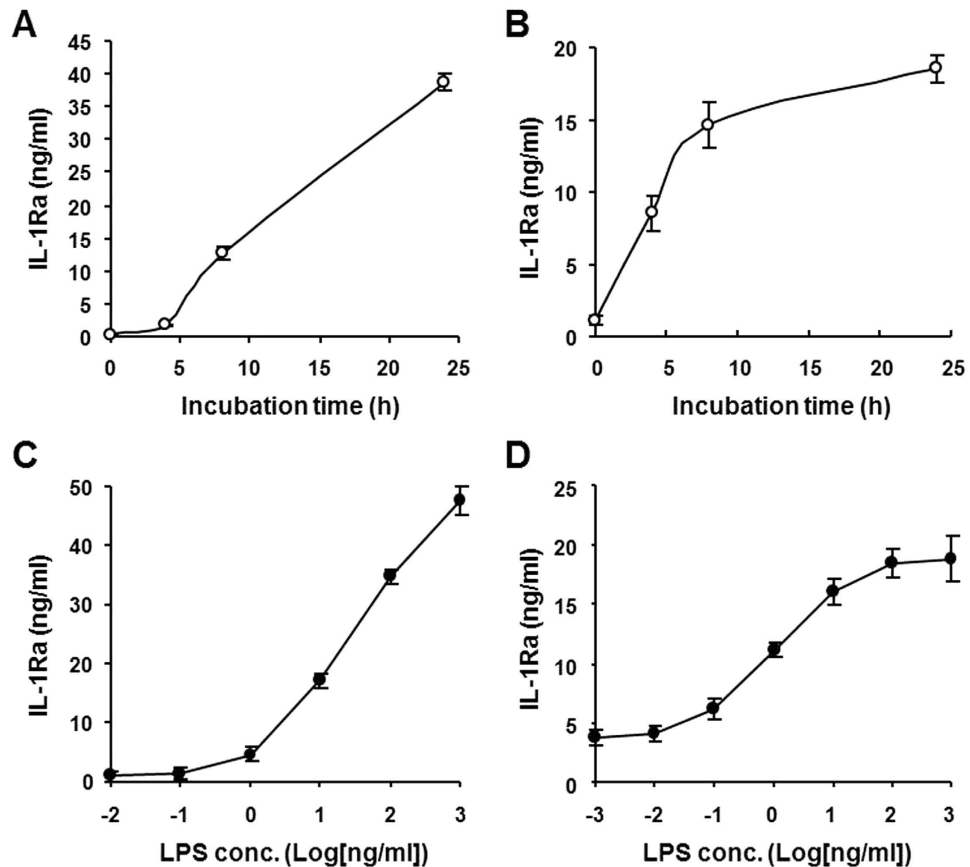 A
45
40
35
30
25
20
15
10
5
0
IL-1Ra (ng/ml)
0 5 10 15 20 25
Incubation time (h)
B
20
15
10
5
0
IL-1Ra (ng/ml)
0 5 10 15 20 25
Incubation time (h)
C
50
40
30
20
10
0
IL-1Ra (ng/ml)
-2 -1 0 1 2 3
LPS conc. (Log[ng/ml])
D
25
20
15
10
5
0
IL-1Ra (ng/ml)
-3 -2 -1 0 1 2 3
LPS conc. (Log[ng/ml])